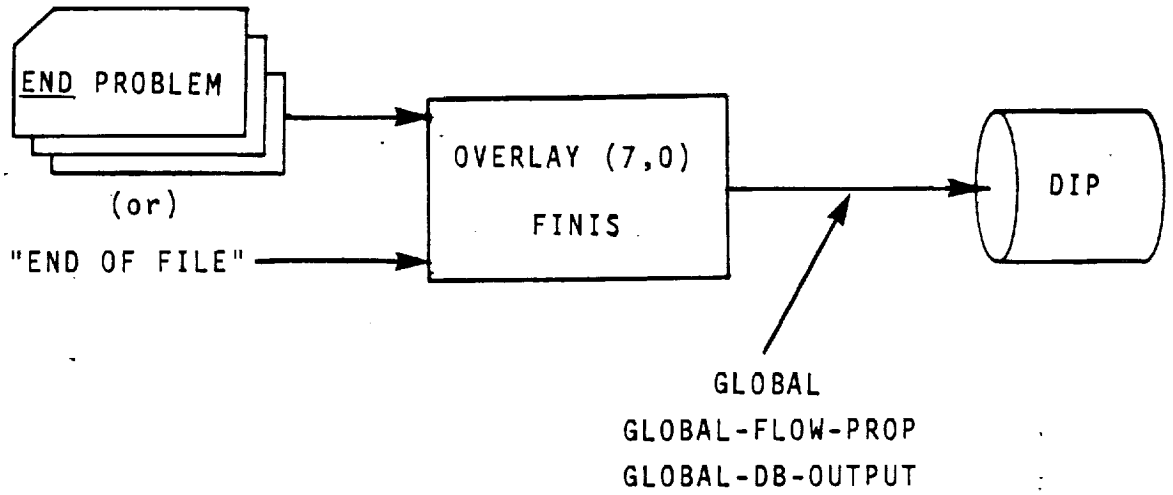 END PROBLEM
(or)
"END OF FILE"
OVERLAY (7,0)
FINIS
DIP
GLOBAL
GLOBAL-FLOW-PROP
GLOBAL-DB-OUTPUT